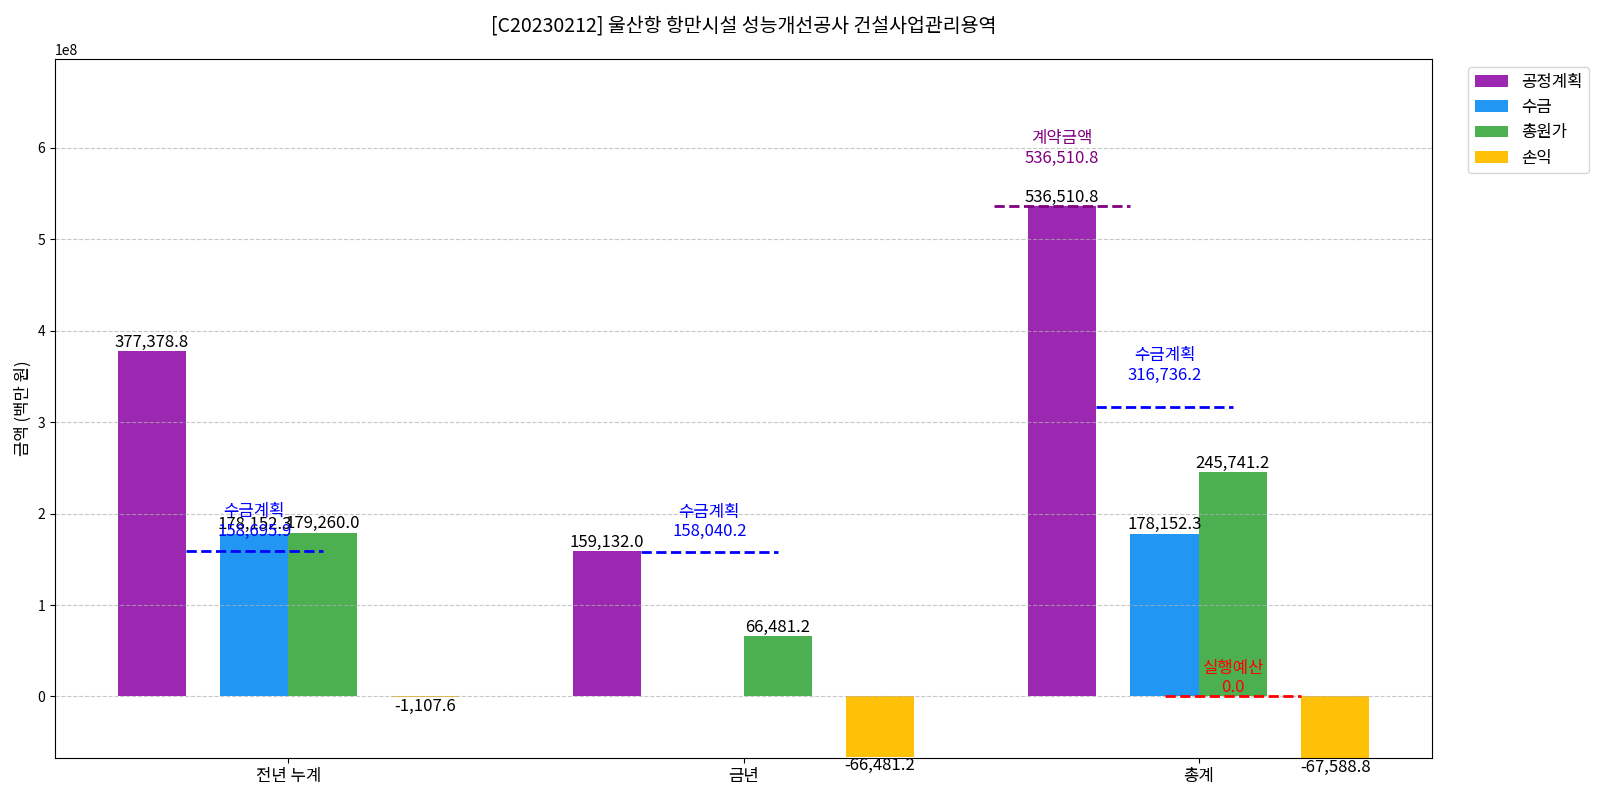 [C20230212] 울산항 항만시설 성능개선공사 건설사업관리용역
1e8
공정계획
수금
총원가
손익
금액 (백만 원)
6
5
4
3
2
1
0
377,378.8
수금계획
178,152.3
158,695.9
179,260.0
-1,107.6
159,132.0
수금계획
158,040.2
66,481.2
-66,481.2
계약금액
536,510.8
536,510.8
수금계획
316,736.2
178,152.3
245,741.2
실행예산
0.0
-67,588.8
전년 누계
금년
총계